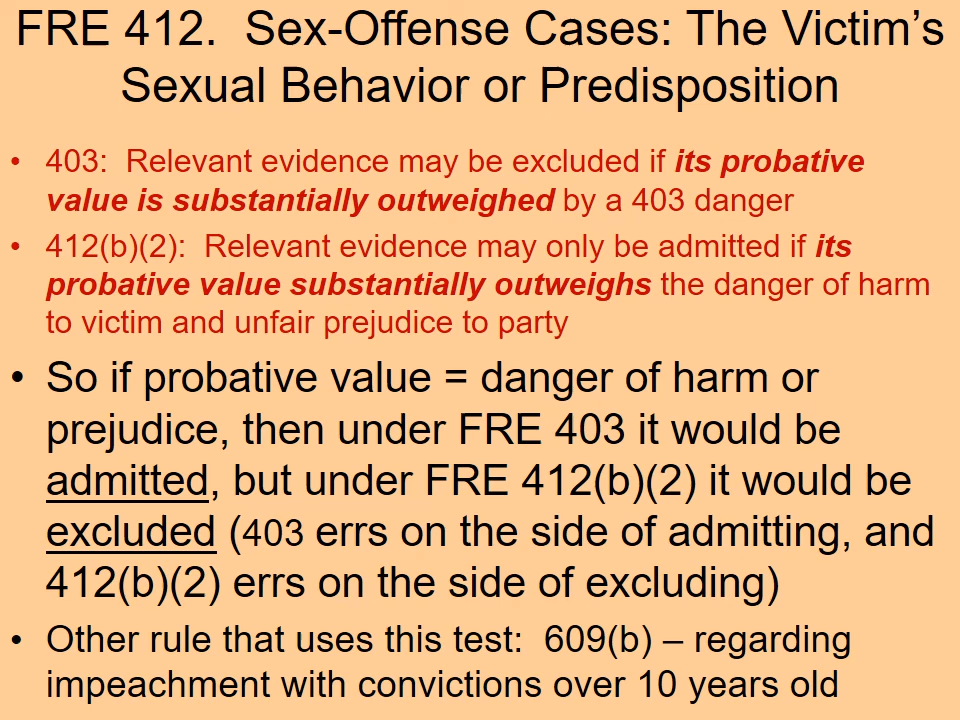 FRE 412.  Sex-Offense Cases: The Victim’s
Sexual Behavior or Predisposition
• 403:  Relevant evidence may be excluded if its probative
value is substantially outweighed by a 403 danger
• 412(b)(2):  Relevant evidence may only be admitted if its
probative value substantially outweighs the danger of harm
to victim and unfair prejudice to party
• So if probative value = danger of harm or
prejudice, then under FRE 403 it would be
admitted, but under FRE 412(b)(2) it would be
excluded (403 errs on the side of admitting, and
412(b)(2) errs on the side of excluding)
• Other rule that uses this test:  609(b) – regarding
impeachment with convictions over 10 years old